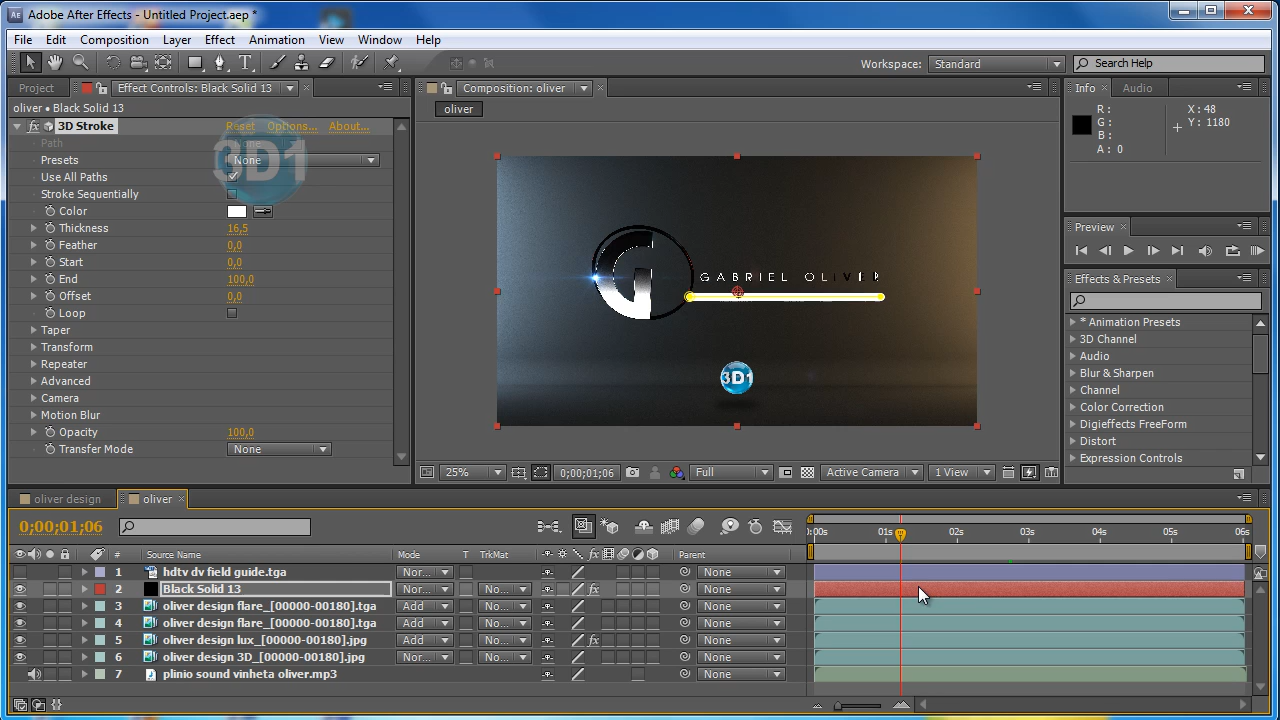 Adobe After Effects - Untitled Project.aep *
File Edit Composition Layer Effect Animation View Window Help
Workspace: Standard Search Help
Project Effect Controls: Black Solid 13
oliver • Black Solid 13
fx 3D Stroke Reset Options... About...
Path None
Presets None
Use All Paths
Stroke Sequentially
Color
Thickness 16,5
Feather 0,0
Start 0,0
End 100,0
Offset 0,0
Loop
Taper
Transform
Repeater
Advanced
Camera
Motion Blur
Opacity 100,0
Transfer Mode None
3D1
Composition: oliver
oliver
GABRIEL OLIVER
3D1
25% 0;00;01;06 Full Active Camera 1 View
Info Audio
R: X: 48
G: Y: 1180
B:
A: 0
Preview
Effects & Presets
* Animation Presets
3D Channel
Audio
Blur & Sharpen
Channel
Color Correction
Digieffects FreeForm
Distort
Expression Controls
oliver design oliver
0;00;01;06
:00s 01s 02s 03s 04s 05s 06s
# Source Name Mode T TrkMat fx Parent
1 hdtv dv field guide.tga Nor... None
2 Black Solid 13 Nor... No... fx None
3 oliver design flare_[00000-00180].tga Add No... None
4 oliver design flare_[00000-00180].tga Add No... None
5 oliver design lux_[00000-00180].jpg Nor... No... fx None
6 oliver design 3D_[00000-00180].jpg Nor... No... None
7 plinio sound vinheta oliver.mp3 None